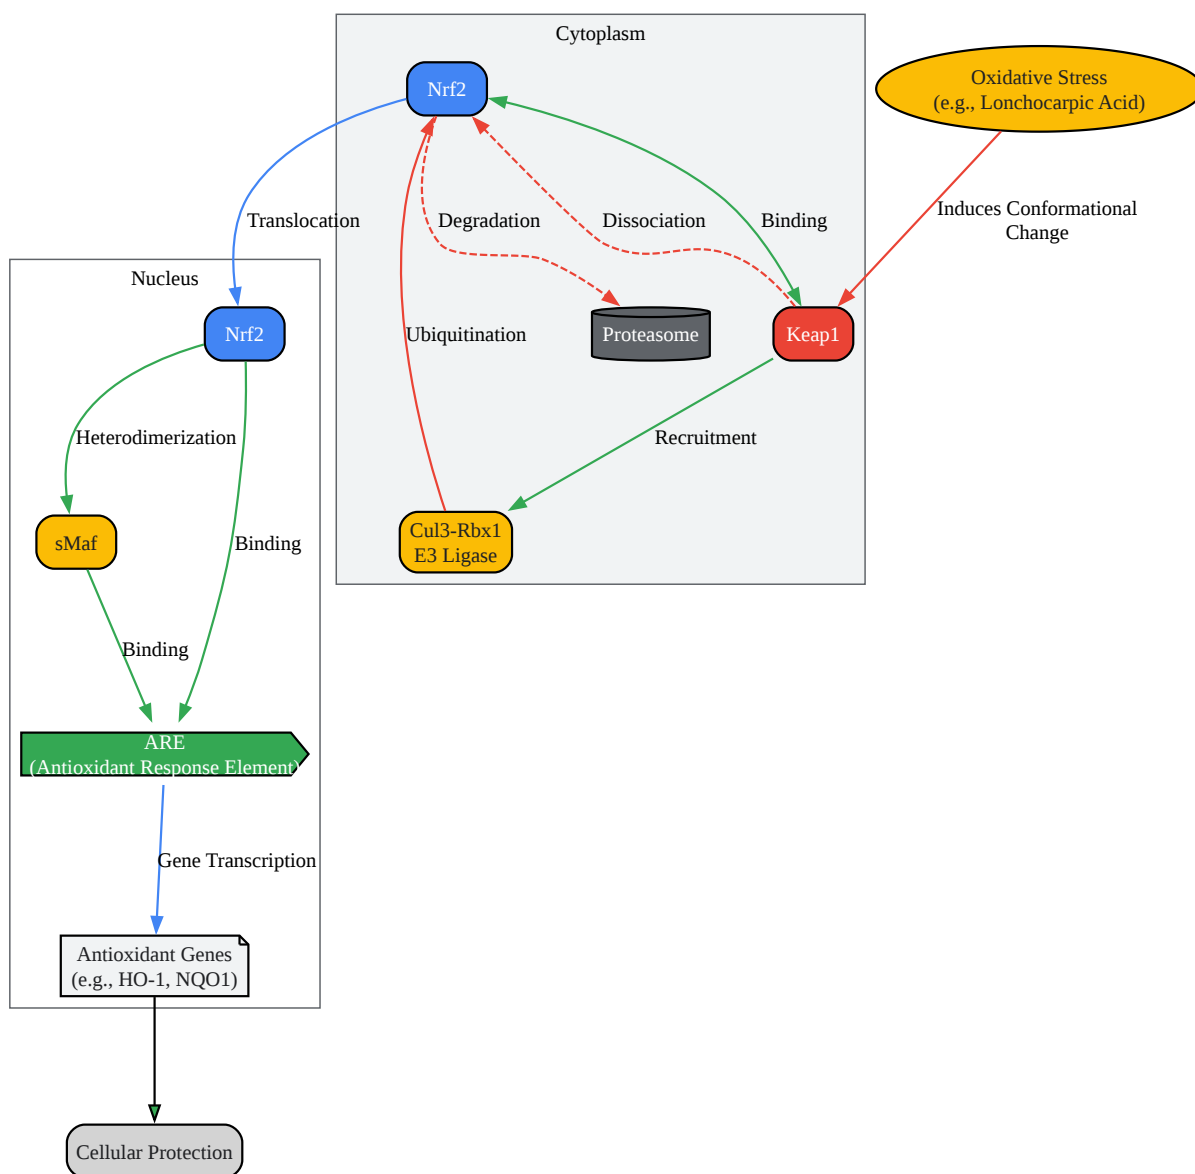 Cytoplasm
Nrf2
Oxidative Stress
(e.g., Lonchocarpic Acid)
Translocation
Degradation
Dissociation
Binding
Induces Conformational
Change
Nucleus
Nrf2
Ubiquitination
Proteasome
Keap1
Heterodimerization
Recruitment
sMaf
Binding
Cul3-Rbx1
E3 Ligase
Binding
ARE
(Antioxidant Response Element)
Gene Transcription
Antioxidant Genes
(e.g., HO-1, NQO1)
Cellular Protection